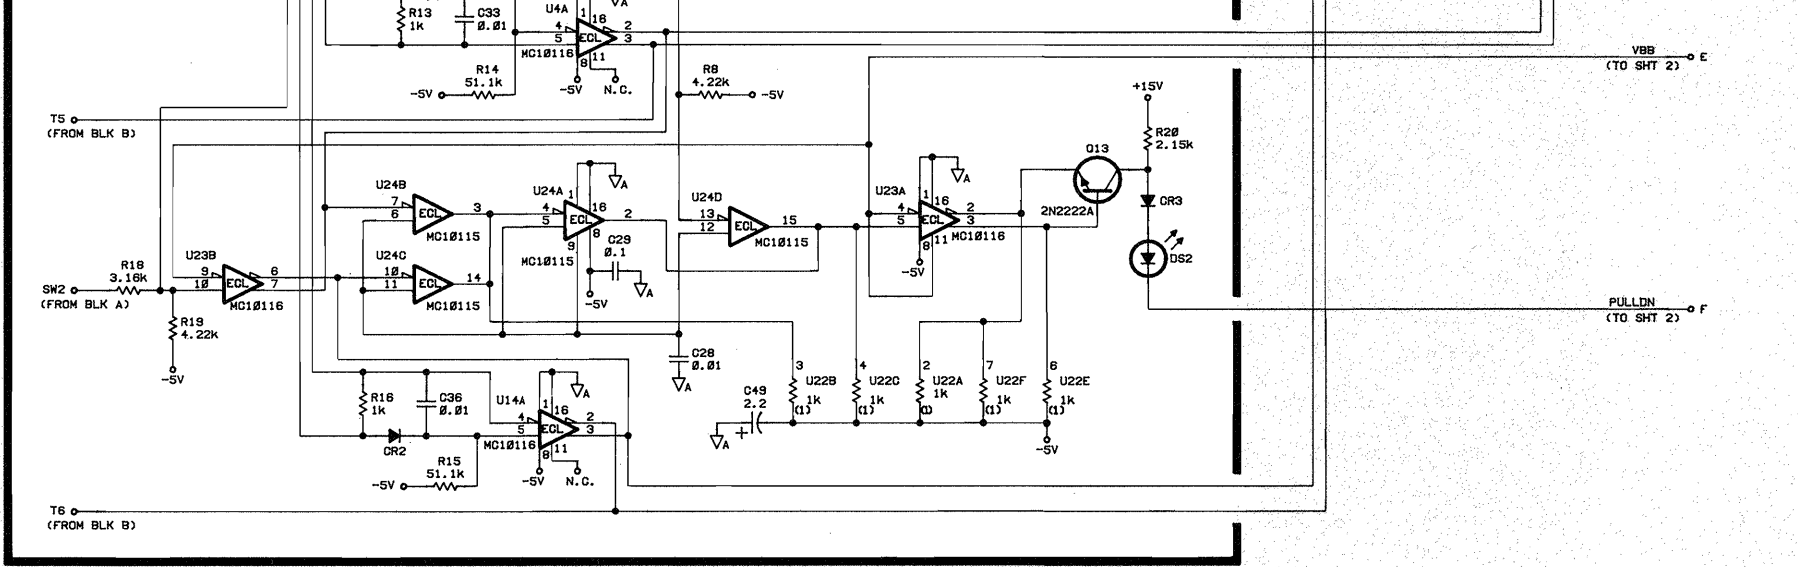 R13
1k
C33
0.01
U4A
A
1
16
4
5
ECL
2
3
MC10116
8
11
-5V
N.C.
R14
51.1k
-5V
R8
4.22k
-5V
VBB
(TO SHT 2)
E
T5
(FROM BLK B)
+15V
R20
2.15k
Q13
2N2222A
CR3
DS2
U24B
7
6
ECL
3
MC10115
U24A
1
16
A
4
5
ECL
2
9
8
MC10115
C29
0.1
A
-5V
U24D
13
12
ECL
15
MC10115
U23A
1
16
A
4
5
ECL
2
3
8
11
MC10116
-5V
U24C
10
11
ECL
14
MC10115
U23B
9
10
ECL
6
7
MC10116
SW2
(FROM BLK A)
R18
3.16k
R19
4.22k
-5V
PULLDN
(TO SHT 2)
F
C28
0.01
A
3
U22B
1k
(1)
4
U22C
1k
(1)
2
U22A
1k
(1)
7
U22F
1k
(1)
6
U22E
1k
(1)
C49
2.2
+
A
-5V
R16
1k
C36
0.01
U14A
1
16
A
4
5
ECL
2
3
MC10116
8
11
-5V
N.C.
CR2
R15
51.1k
-5V
T6
(FROM BLK B)